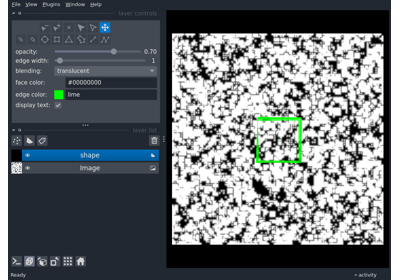 File View Plugins Window Help
layer controls
opacity: 0.70
edge width: 1
blending: translucent
face color: #00000000
edge color: lime
display text:
layer list
shape
Image
Ready
activity